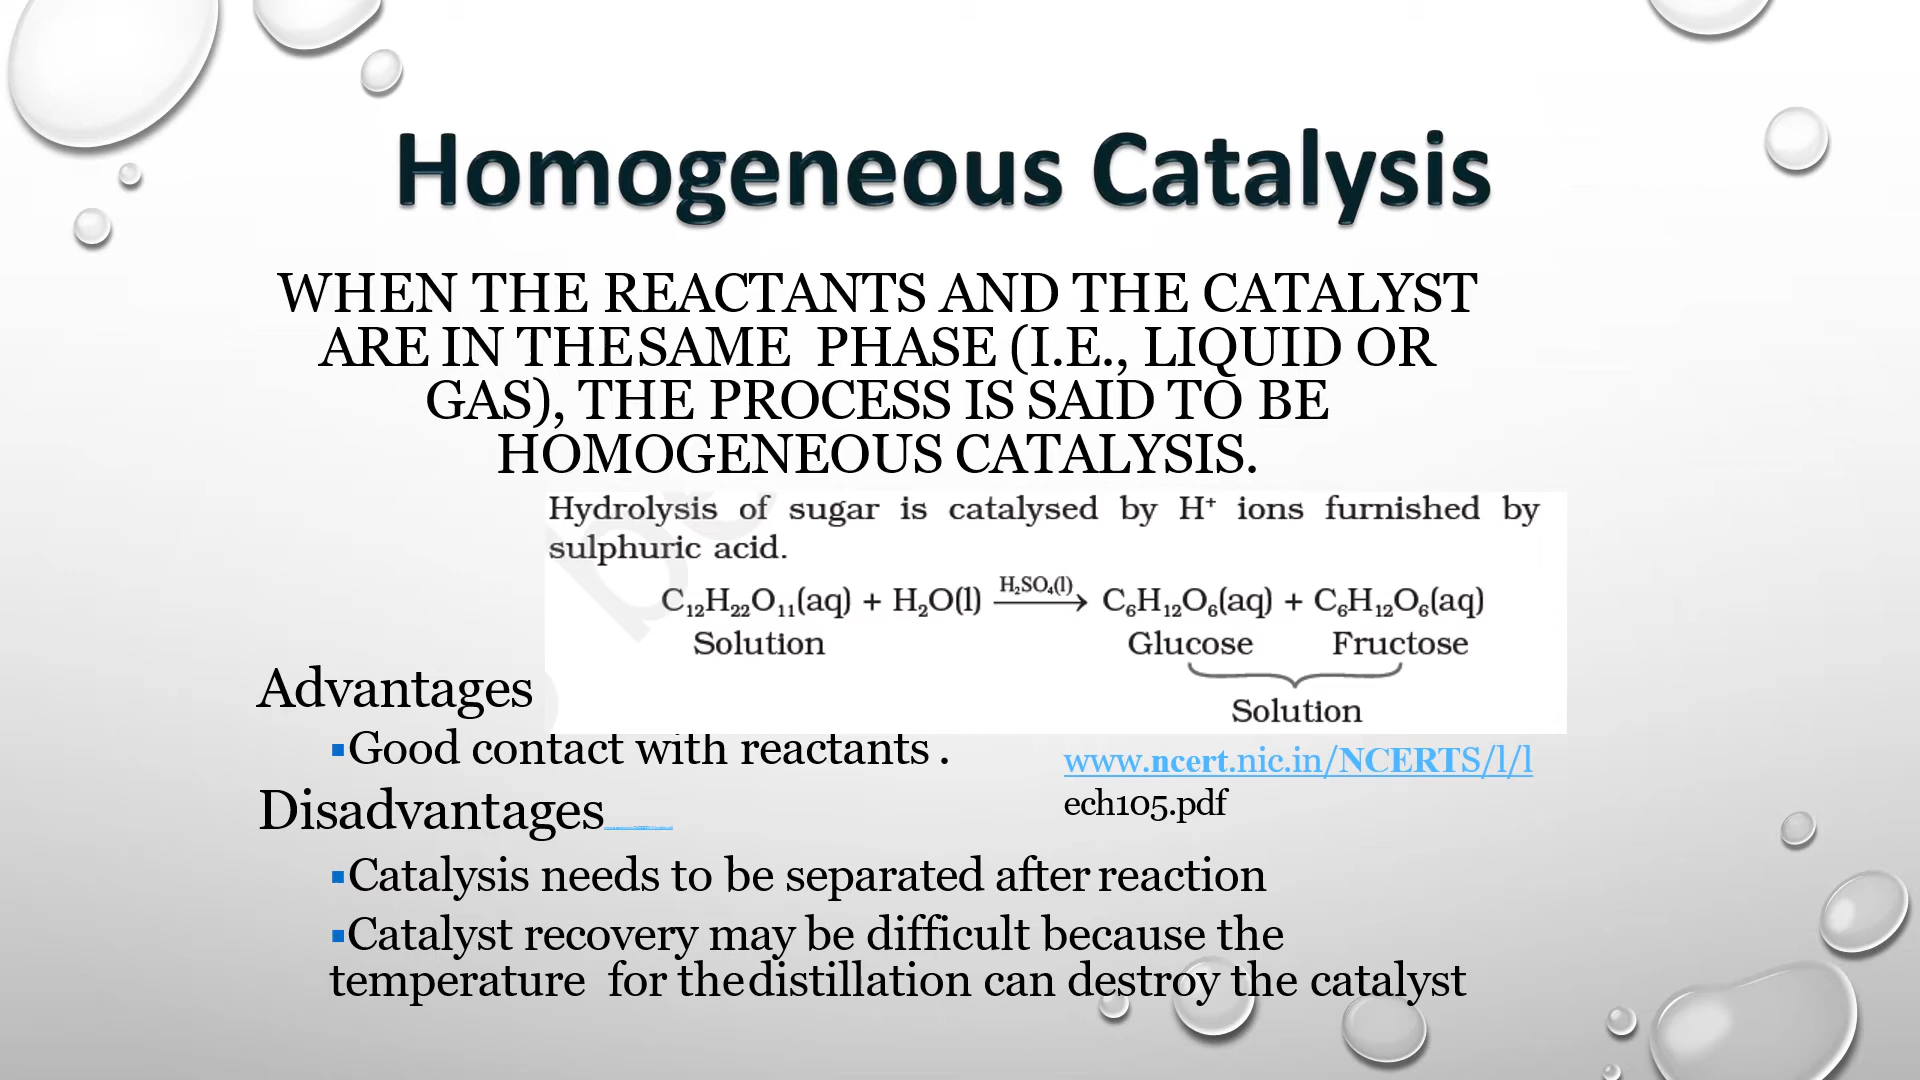 Homogeneous Catalysis
WHEN THE REACTANTS AND THE CATALYST
ARE IN THE SAME PHASE (I.E., LIQUID OR
GAS), THE PROCESS IS SAID TO BE
HOMOGENEOUS CATALYSIS.
Hydrolysis of sugar is catalysed by H⁺ ions furnished by
sulphuric acid.
H₂SO₄(l)
C₁₂H₂₂O₁₁(aq) + H₂O(l) ⟶ C₆H₁₂O₆(aq) + C₆H₁₂O₆(aq)
Solution Glucose Fructose
Solution
Advantages
▪Good contact with reactants .
www.ncert.nic.in/NCERTS/l/l
ech105.pdf
Disadvantages
▪Catalysis needs to be separated after reaction
▪Catalyst recovery may be difficult because the
temperature for the distillation can destroy the catalyst